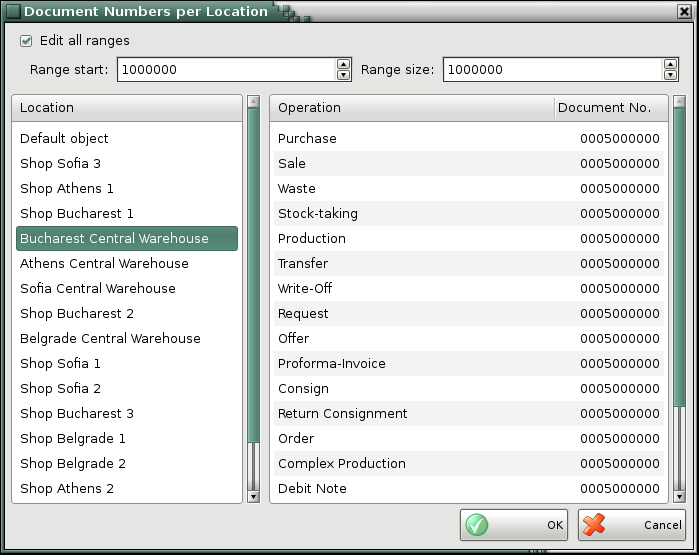 Document Numbers per Location
Edit all ranges
Range start: 1000000 Range size: 1000000
Location
Default object
Shop Sofia 3
Shop Athens 1
Shop Bucharest 1
Bucharest Central Warehouse
Athens Central Warehouse
Sofia Central Warehouse
Shop Bucharest 2
Belgrade Central Warehouse
Shop Sofia 1
Shop Sofia 2
Shop Bucharest 3
Shop Belgrade 1
Shop Belgrade 2
Shop Athens 2
Operation Document No.
Purchase 0005000000
Sale 0005000000
Waste 0005000000
Stock-taking 0005000000
Production 0005000000
Transfer 0005000000
Write-Off 0005000000
Request 0005000000
Offer 0005000000
Proforma-Invoice 0005000000
Consign 0005000000
Return Consignment 0005000000
Order 0005000000
Complex Production 0005000000
Debit Note 0005000000
OK Cancel